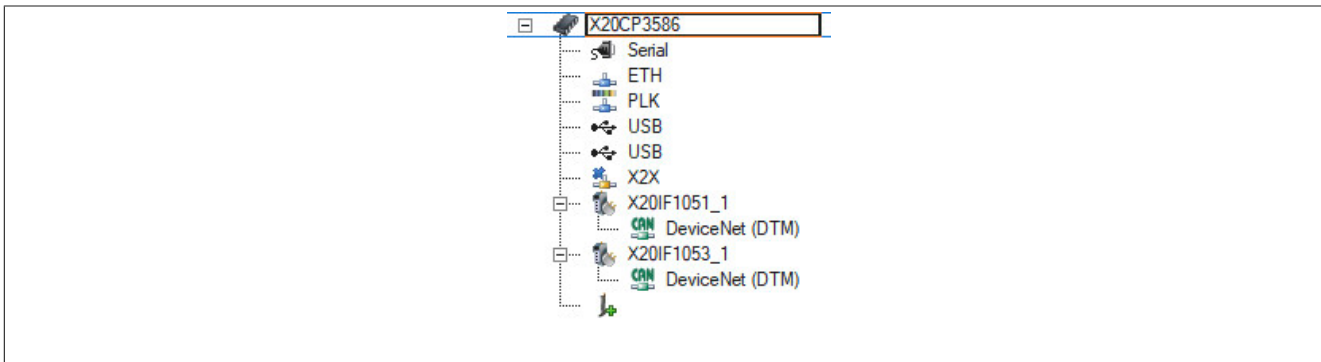 X20CP3586
Serial
ETH
PLK
USB
USB
X2X
X20IF1051_1
CAN DeviceNet (DTM)
X20IF1053_1
CAN DeviceNet (DTM)